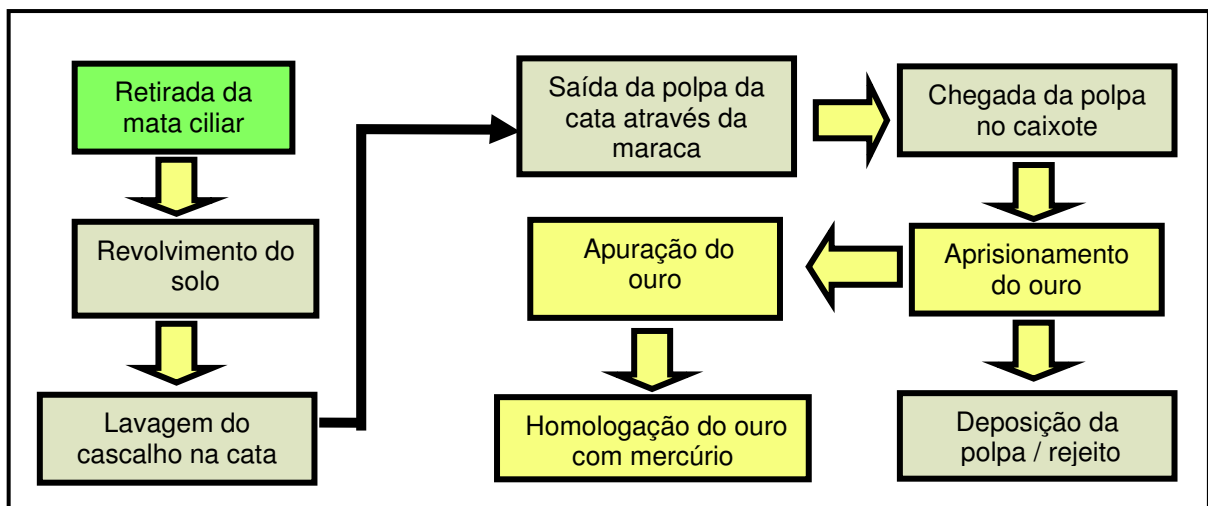 Retirada da
mata ciliar
Revolvimento do
solo
Lavagem do
cascalho na cata
Saída da polpa da
cata através da
maraca
Chegada da polpa
no caixote
Aprisionamento
do ouro
Apuração do
ouro
Homologação do ouro
com mercúrio
Deposição da
polpa / rejeito